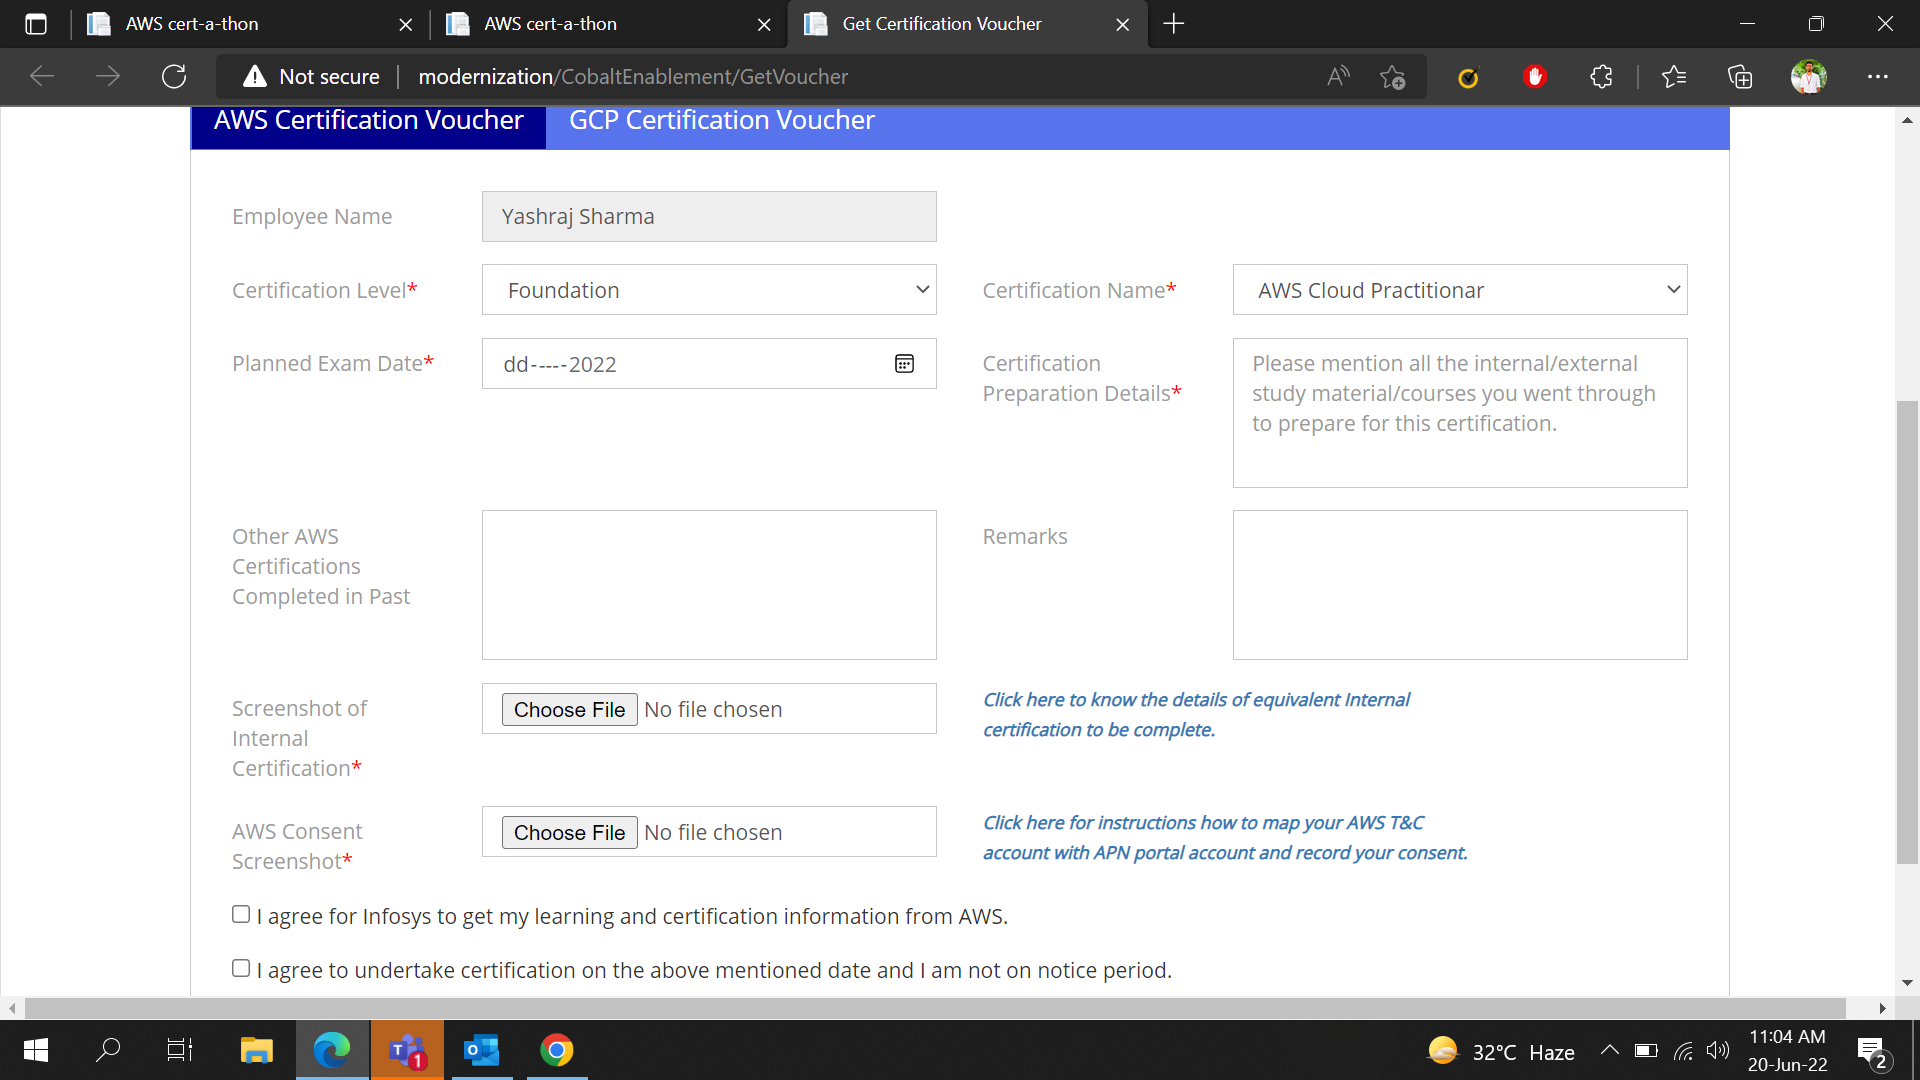 AWS cert-a-thon
AWS cert-a-thon
Get Certification Voucher
Not secure
modernization/CobaltEnablement/GetVoucher
AWS Certification Voucher
GCP Certification Voucher
Employee Name
Yashraj Sharma
Certification Level*
Foundation
Certification Name*
AWS Cloud Practitionar
Planned Exam Date*
dd-----2022
Certification
Preparation Details*
Please mention all the internal/external
study material/courses you went through
to prepare for this certification.
Other AWS
Certifications
Completed in Past
Remarks
Screenshot of
Internal
Certification*
Choose File No file chosen
Click here to know the details of equivalent Internal
certification to be complete.
AWS Consent
Screenshot*
Choose File No file chosen
Click here for instructions how to map your AWS T&C
account with APN portal account and record your consent.
I agree for Infosys to get my learning and certification information from AWS.
I agree to undertake certification on the above mentioned date and I am not on notice period.
1
32°C Haze
11:04 AM
20-Jun-22
2